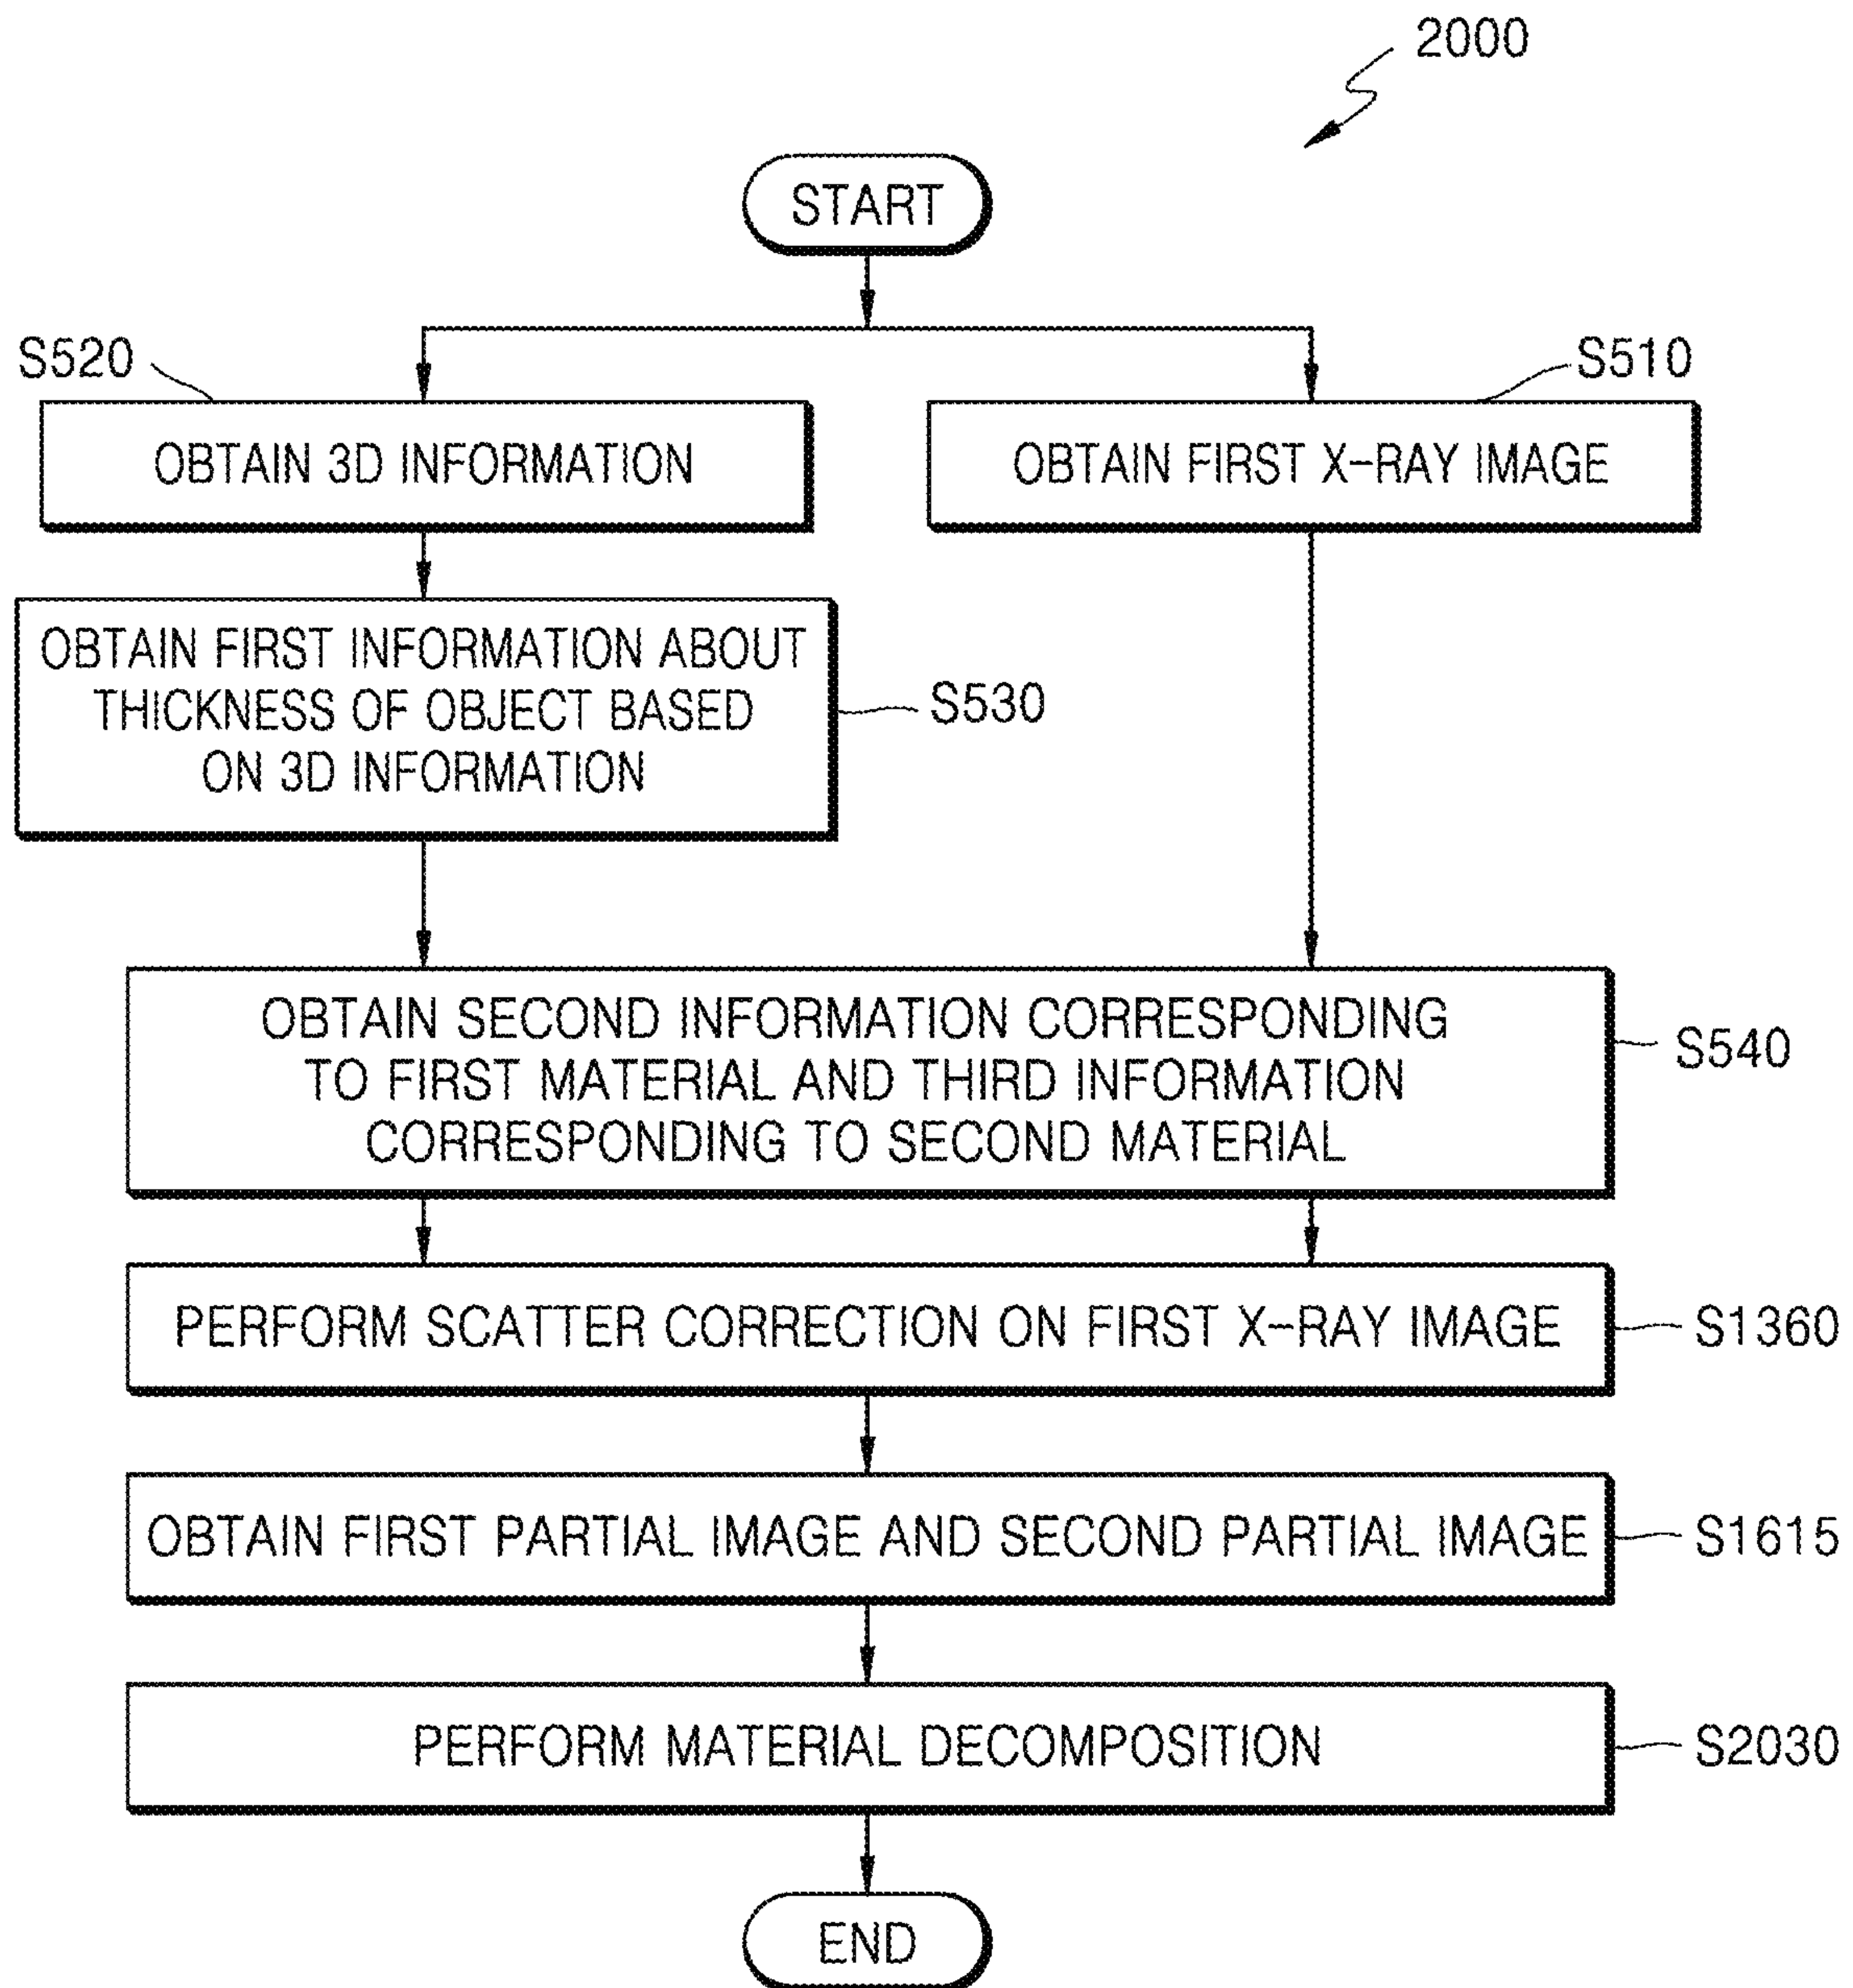 2000
START
S520
S510
OBTAIN 3D INFORMATION
OBTAIN FIRST X-RAY IMAGE
OBTAIN FIRST INFORMATION ABOUT
THICKNESS OF OBJECT BASED
ON 3D INFORMATION
S530
OBTAIN SECOND INFORMATION CORRESPONDING
TO FIRST MATERIAL AND THIRD INFORMATION
CORRESPONDING TO SECOND MATERIAL
S540
PERFORM SCATTER CORRECTION ON FIRST X-RAY IMAGE
S1360
OBTAIN FIRST PARTIAL IMAGE AND SECOND PARTIAL IMAGE
S1615
PERFORM MATERIAL DECOMPOSITION
S2030
END